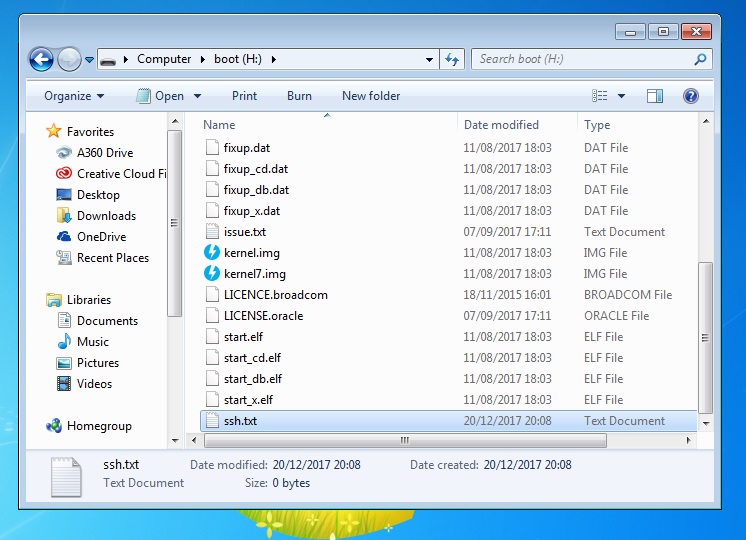 Computer boot (H:) Search boot (H:)
Organize Open Print Burn New folder
Favorites
A360 Drive
Creative Cloud Fi
Desktop
Downloads
OneDrive
Recent Places
Libraries
Documents
Music
Pictures
Videos
Homegroup
Name Date modified Type
fixup.dat 11/08/2017 18:03 DAT File
fixup_cd.dat 11/08/2017 18:03 DAT File
fixup_db.dat 11/08/2017 18:03 DAT File
fixup_x.dat 11/08/2017 18:03 DAT File
issue.txt 07/09/2017 17:11 Text Document
kernel.img 11/08/2017 18:03 IMG File
kernel7.img 11/08/2017 18:03 IMG File
LICENCE.broadcom 18/11/2015 16:01 BROADCOM File
LICENSE.oracle 07/09/2017 17:11 ORACLE File
start.elf 11/08/2017 18:03 ELF File
start_cd.elf 11/08/2017 18:03 ELF File
start_db.elf 11/08/2017 18:03 ELF File
start_x.elf 11/08/2017 18:03 ELF File
ssh.txt 20/12/2017 20:08 Text Document
ssh.txt Date modified: 20/12/2017 20:08 Date created: 20/12/2017 20:08
Text Document Size: 0 bytes